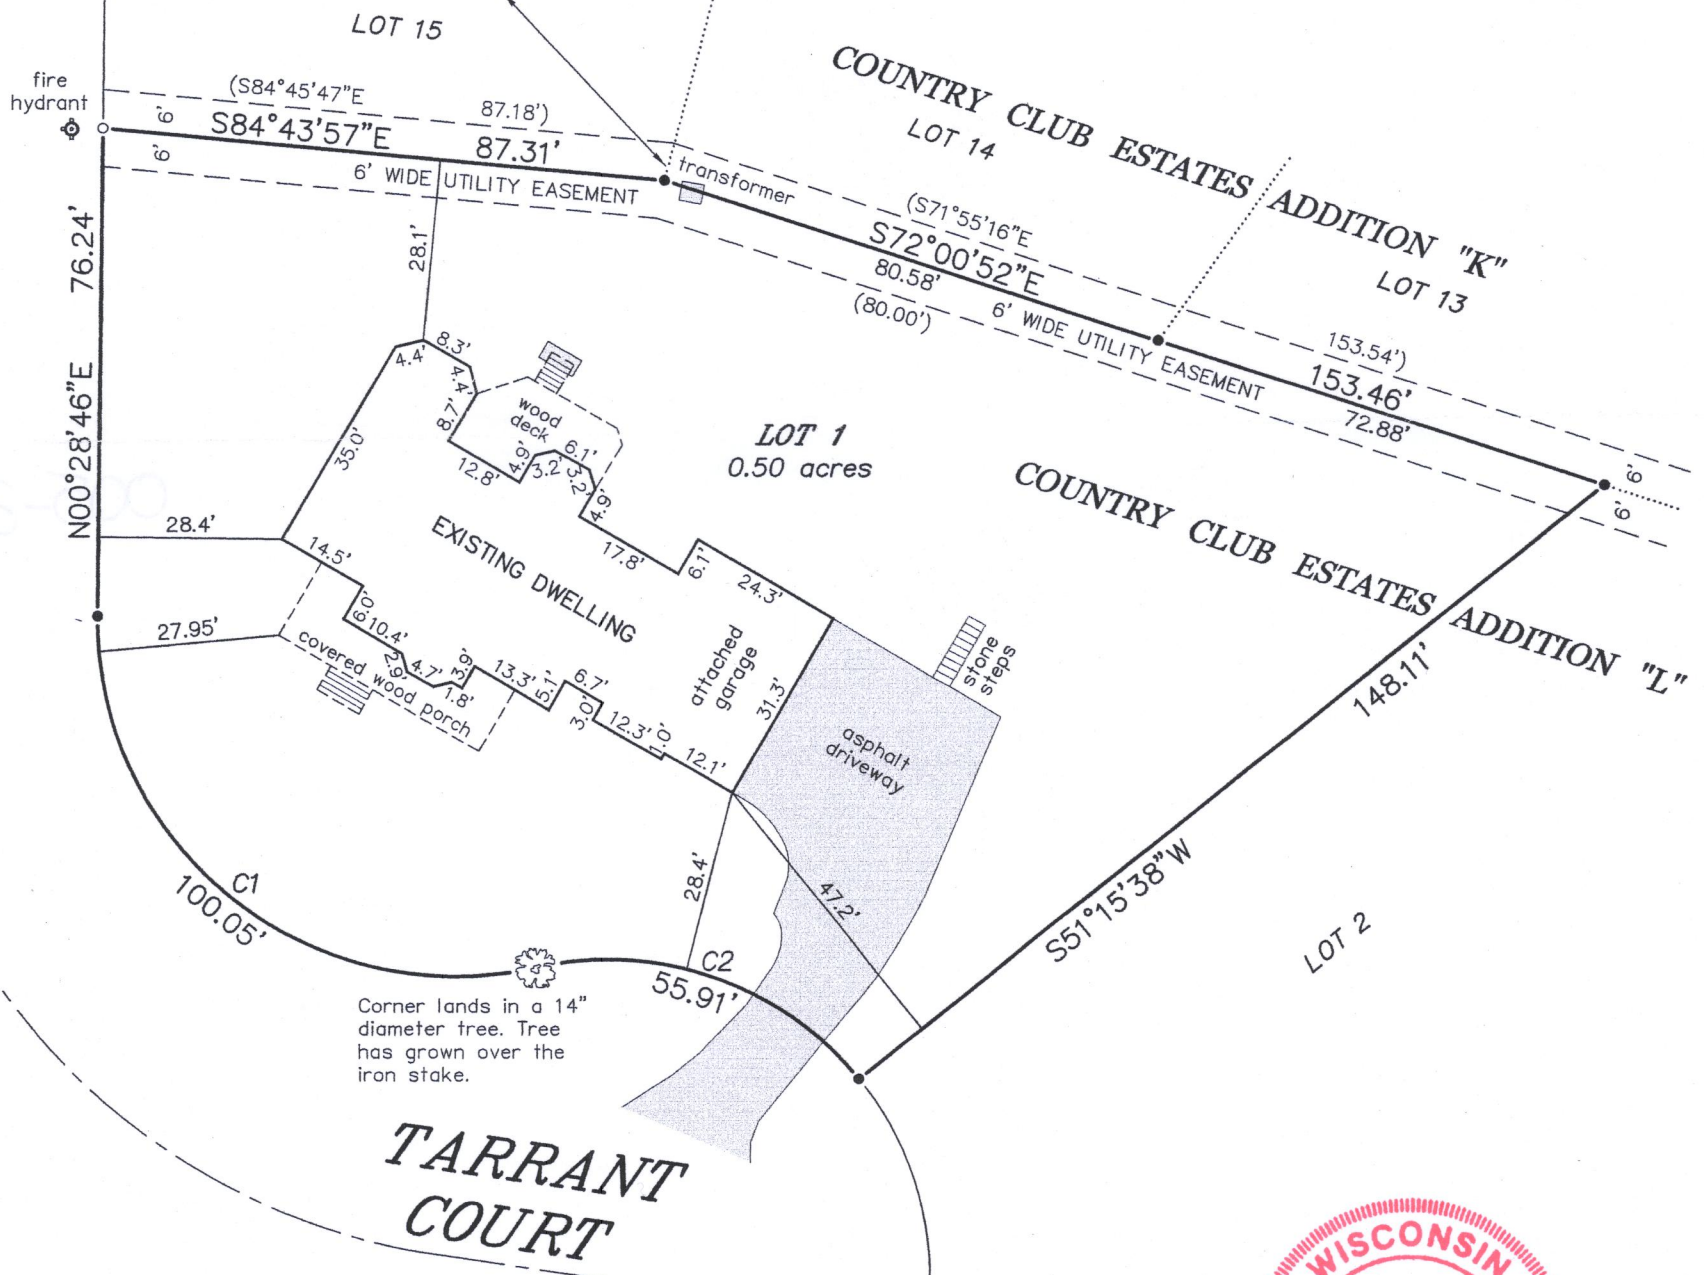 LOT 15
fire
hydrant
(S84°45'47"E 87.18')
S84°43'57"E 87.31'
6'
6'
6' WIDE UTILITY EASEMENT
transformer
COUNTRY CLUB ESTATES ADDITION "K"
LOT 14
LOT 13
(S71°55'16"E 153.54')
S72°00'52"E 153.46'
80.58'
(80.00')
72.88'
6' WIDE UTILITY EASEMENT
6'
6'
N00°28'46"E 76.24'
28.1'
4.4'
8.3'
4.4'
8.7'
12.8'
4.9'
3.2'
6.1'
3.2'
4.9'
17.8'
6.1'
24.3'
35.0'
wood
deck
LOT 1
0.50 acres
COUNTRY CLUB ESTATES ADDITION "L"
28.4'
27.95'
14.5'
6.0'
10.4'
2.9'
4.7'
1.8'
3.9'
13.3'
5.1'
6.7'
3.0'
12.3'
1.0'
12.1'
31.3'
EXISTING DWELLING
attached
garage
covered wood porch
stone
steps
asphalt
driveway
148.11'
S51°15'38"W
LOT 2
28.4'
47.2'
C1
100.05'
C2
55.91'
Corner lands in a 14"
diameter tree. Tree
has grown over the
iron stake.
TARRANT
COURT
WISCONSIN